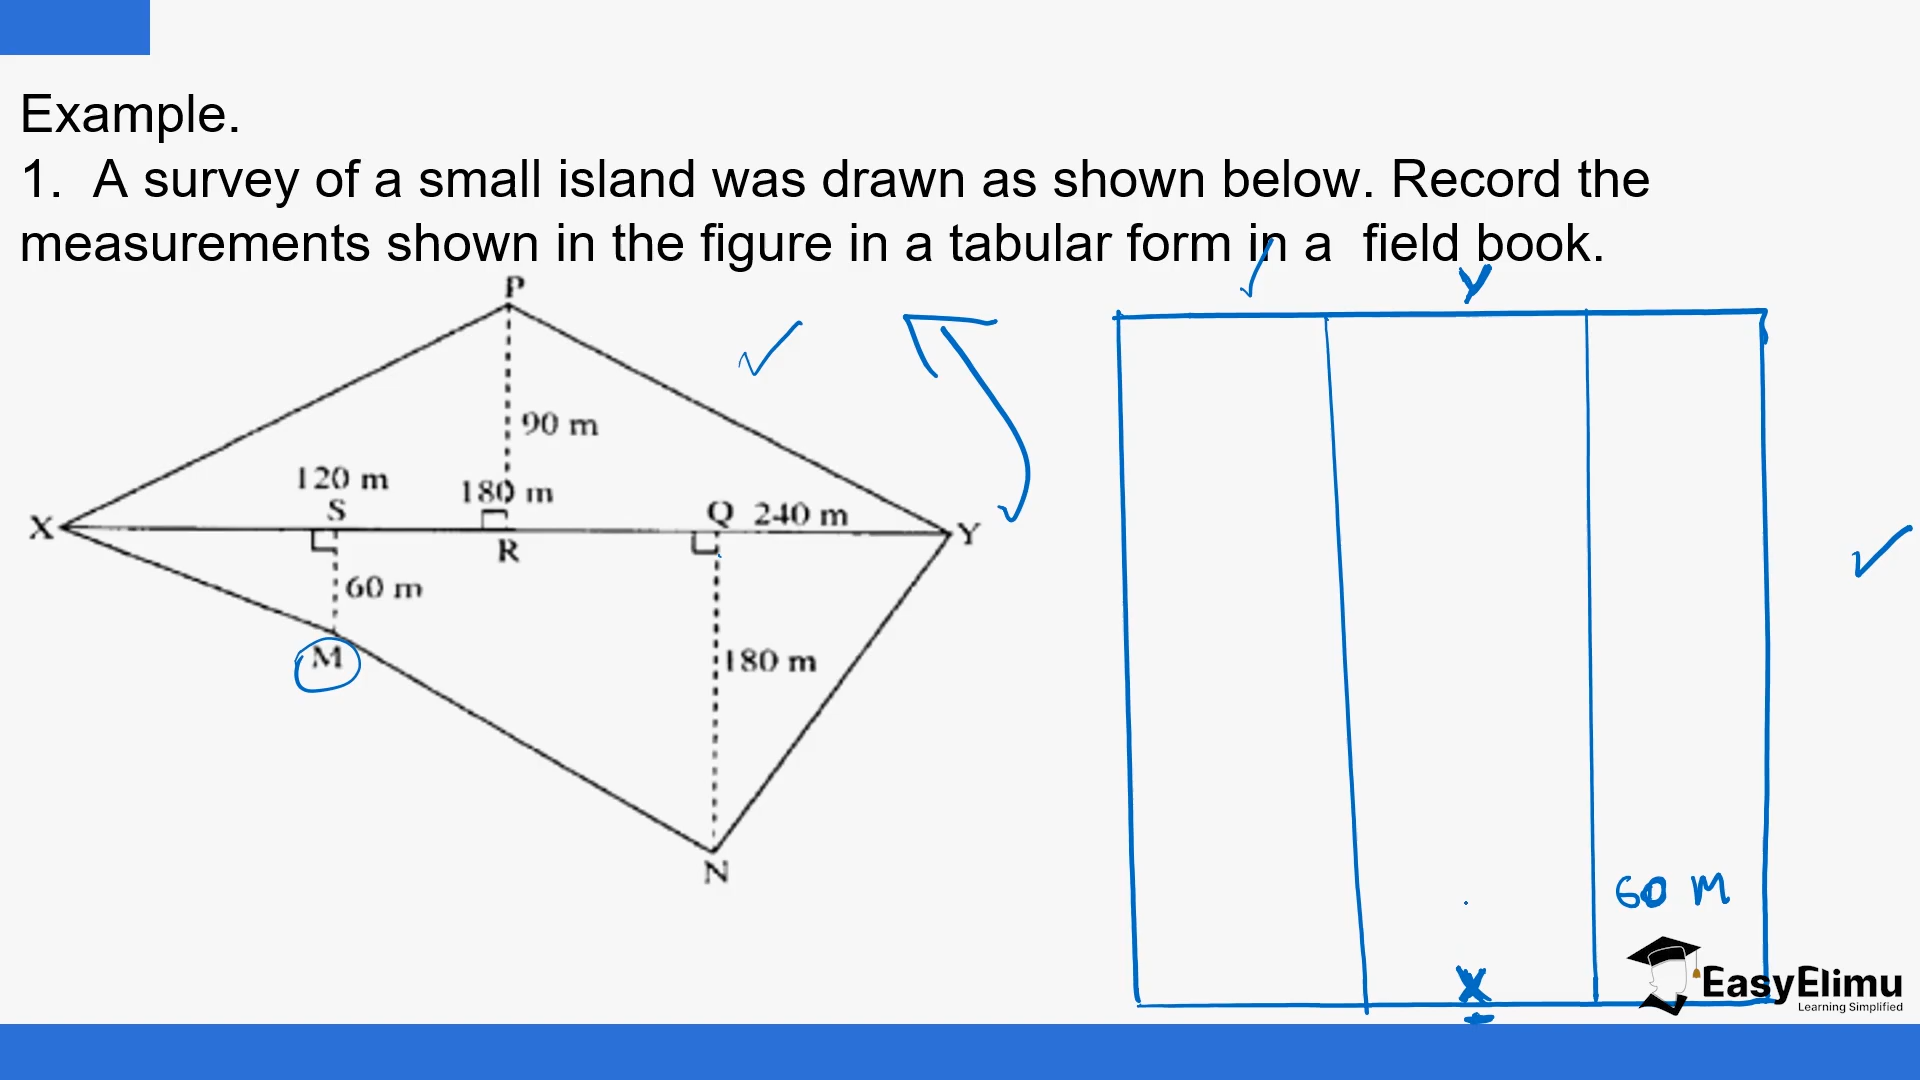 Example.
1. A survey of a small island was drawn as shown below. Record the
measurements shown in the figure in a tabular form in a field book.
P
90 m
120 m
180 m
S
Q 240 m
X
Y
R
60 m
M
180 m
N
Y
60 M
X
EasyElimu
Learning Simplified